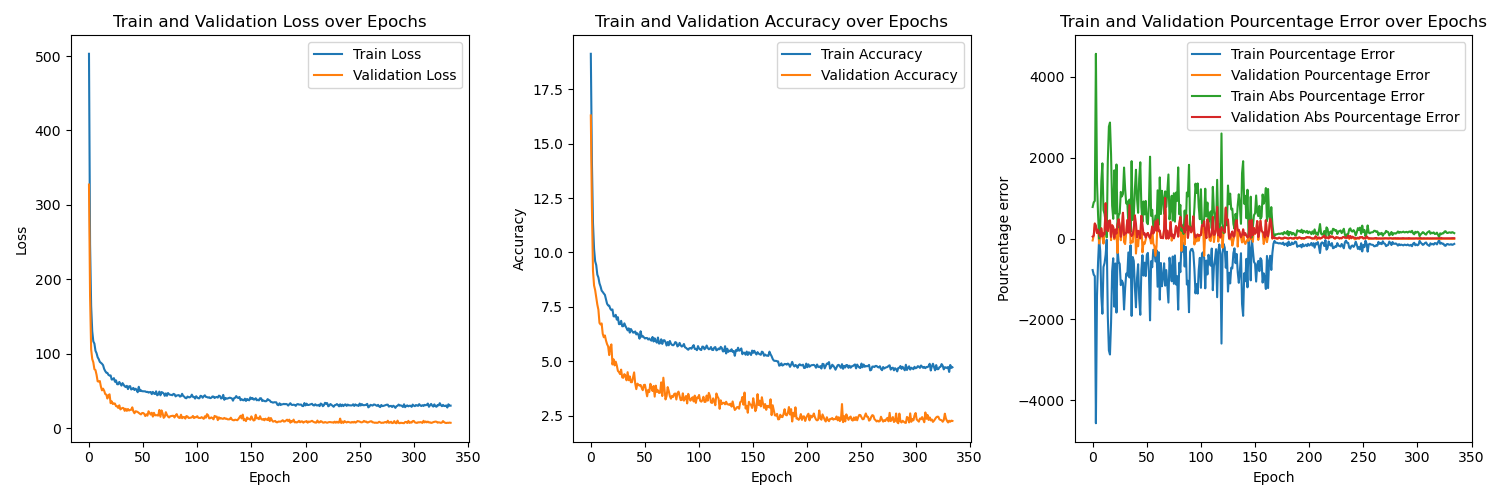 Train and Validation Loss over Epochs
Train Loss
Validation Loss
500
400
300
200
100
0
Loss
0 50 100 150 200 250 300 350
Epoch
Train and Validation Accuracy over Epochs
Train Accuracy
Validation Accuracy
17.5
15.0
12.5
10.0
7.5
5.0
2.5
Accuracy
0 50 100 150 200 250 300 350
Epoch
Train and Validation Pourcentage Error over Epochs
Train Pourcentage Error
Validation Pourcentage Error
Train Abs Pourcentage Error
Validation Abs Pourcentage Error
4000
2000
0
−2000
−4000
Pourcentage error
0 50 100 150 200 250 300 350
Epoch